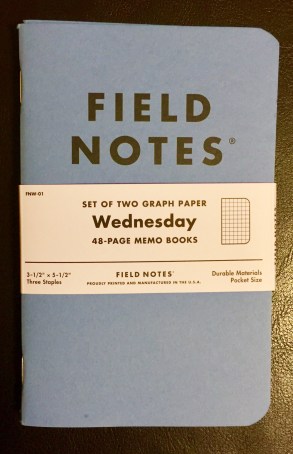 FIELD
NOTES®
FNW-01
SET OF TWO GRAPH PAPER
Wednesday
48-PAGE MEMO BOOKS
3-1/2" × 5-1/2"
Three Staples
FIELD NOTES®
PROUDLY PRINTED AND MANUFACTURED IN THE U.S.A.
Durable Materials
Pocket Size